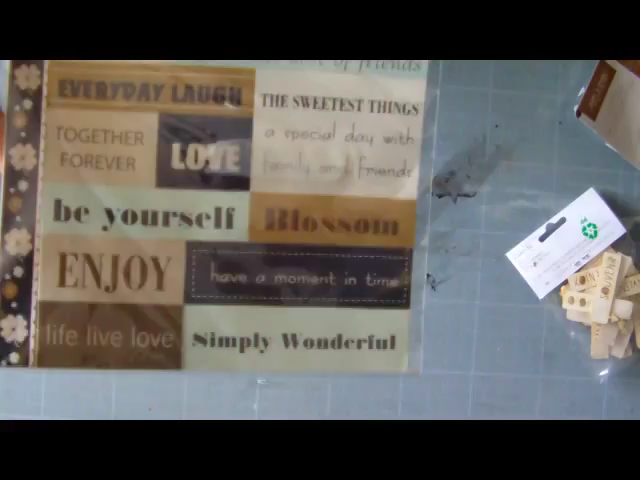 of friends
EVERYDAY LAUGH
THE SWEETEST THINGS
TOGETHER
FOREVER
LOVE
a special day with
family and friends
be yourself
Blossom
ENJOY
have a moment in time
life live love
Simply Wonderful